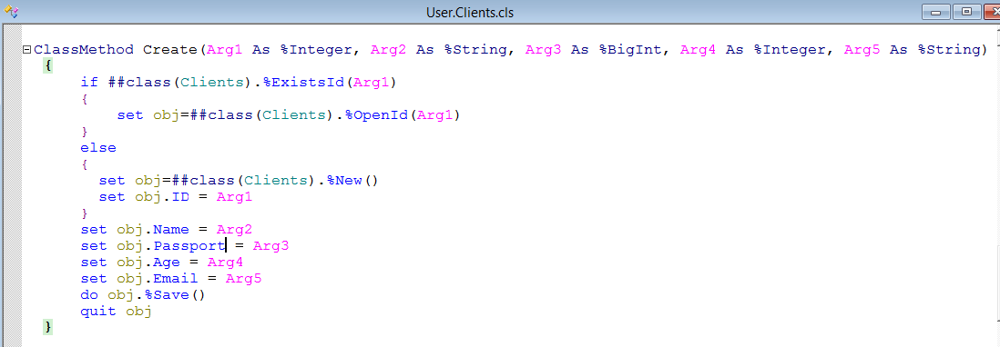 User.Clients.cls
ClassMethod Create(Arg1 As %Integer, Arg2 As %String, Arg3 As %BigInt, Arg4 As %Integer, Arg5 As %String)
{
if ##class(Clients).%ExistsId(Arg1)
{
set obj=##class(Clients).%OpenId(Arg1)
}
else
{
set obj=##class(Clients).%New()
set obj.ID = Arg1
}
set obj.Name = Arg2
set obj.Passport = Arg3
set obj.Age = Arg4
set obj.Email = Arg5
do obj.%Save()
quit obj
}